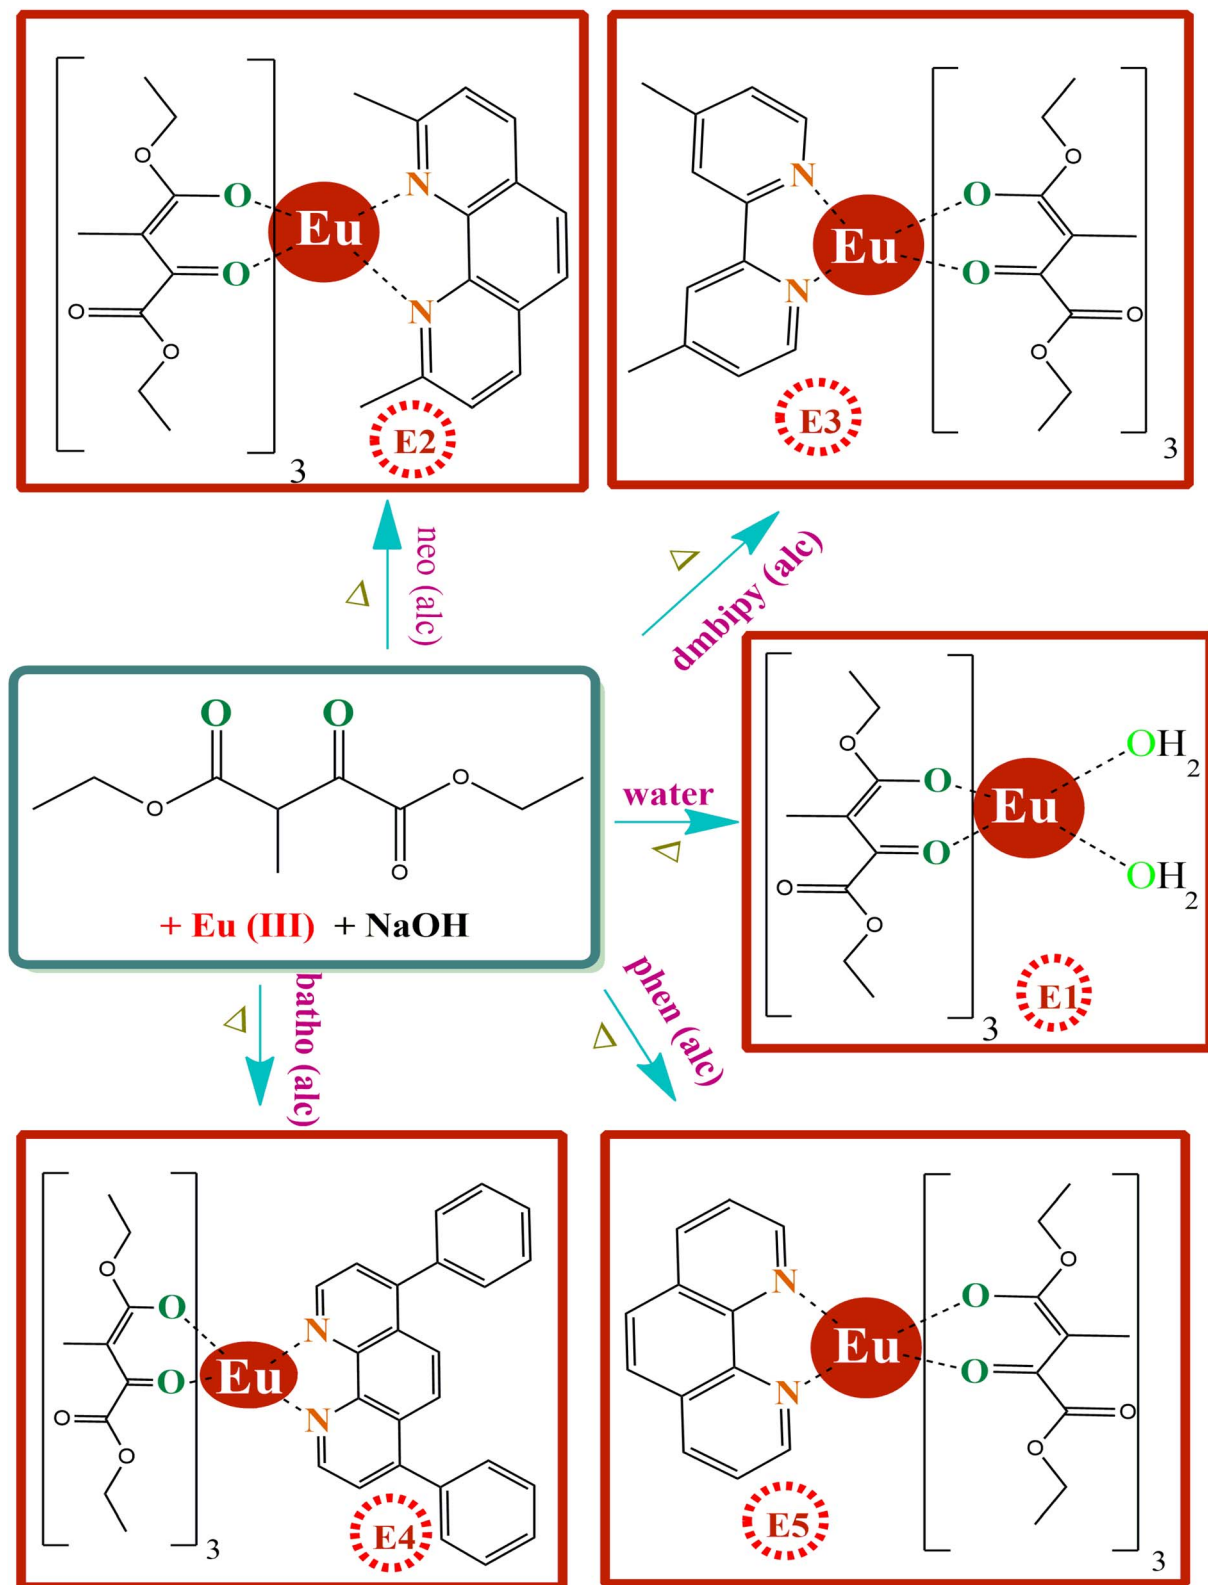 O
O
Eu
N
N
O
O
O
O
E2
3
N
N
Eu
O
O
O
O
O
E3
3
neo (alc)
Δ
Δ
dmbipy (alc)
O
O
O
O
O
+ Eu (III) + NaOH
water
Δ
O
O
O
O
O
Eu
OH2
OH2
E1
3
batho (alc)
Δ
phen (alc)
Δ
O
O
O
O
O
Eu
N
N
E4
3
N
N
Eu
O
O
O
O
O
E5
3